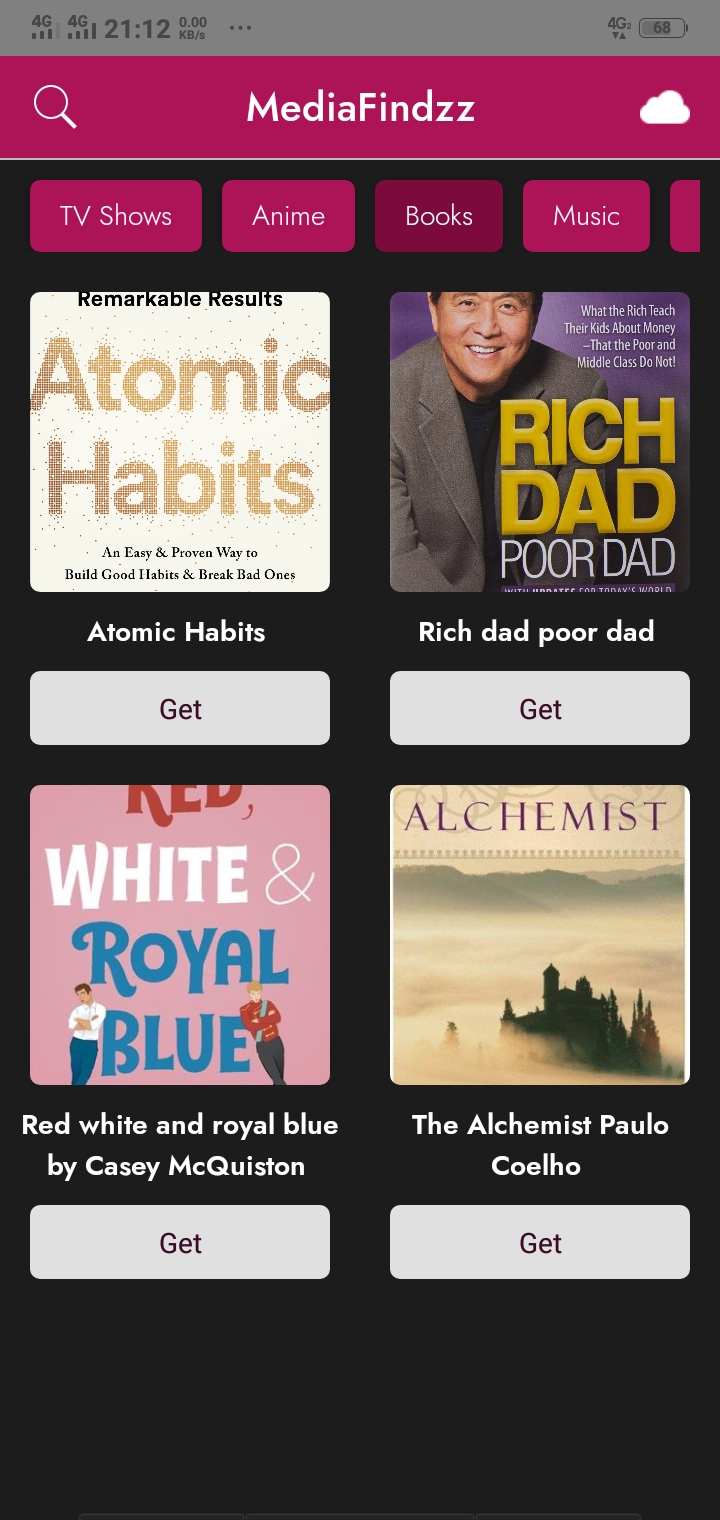 4G 4G 21:12 0.00 KB/s ... 4G2 68
MediaFindzz
TV Shows Anime Books Music
Remarkable Results
Atomic
Habits
An Easy & Proven Way to
Build Good Habits & Break Bad Ones
What the Rich Teach
Their Kids About Money
–That the Poor and
Middle Class Do Not!
RICH
DAD
POOR DAD
WITH UPDATES FOR TODAY'S WORLD
Atomic Habits
Rich dad poor dad
Get Get
RED,
WHITE &
ROYAL
BLUE
ALCHEMIST
Red white and royal blue
by Casey McQuiston
The Alchemist Paulo
Coelho
Get Get